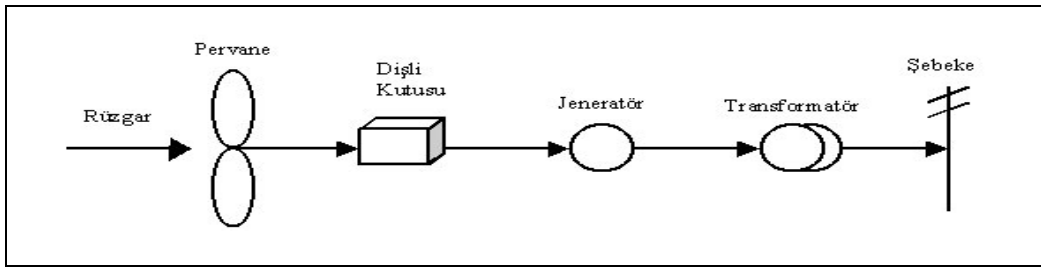 Rüzgar
Pervane
Dişli
Kutusu
Jeneratör
Transformatör
Şebeke